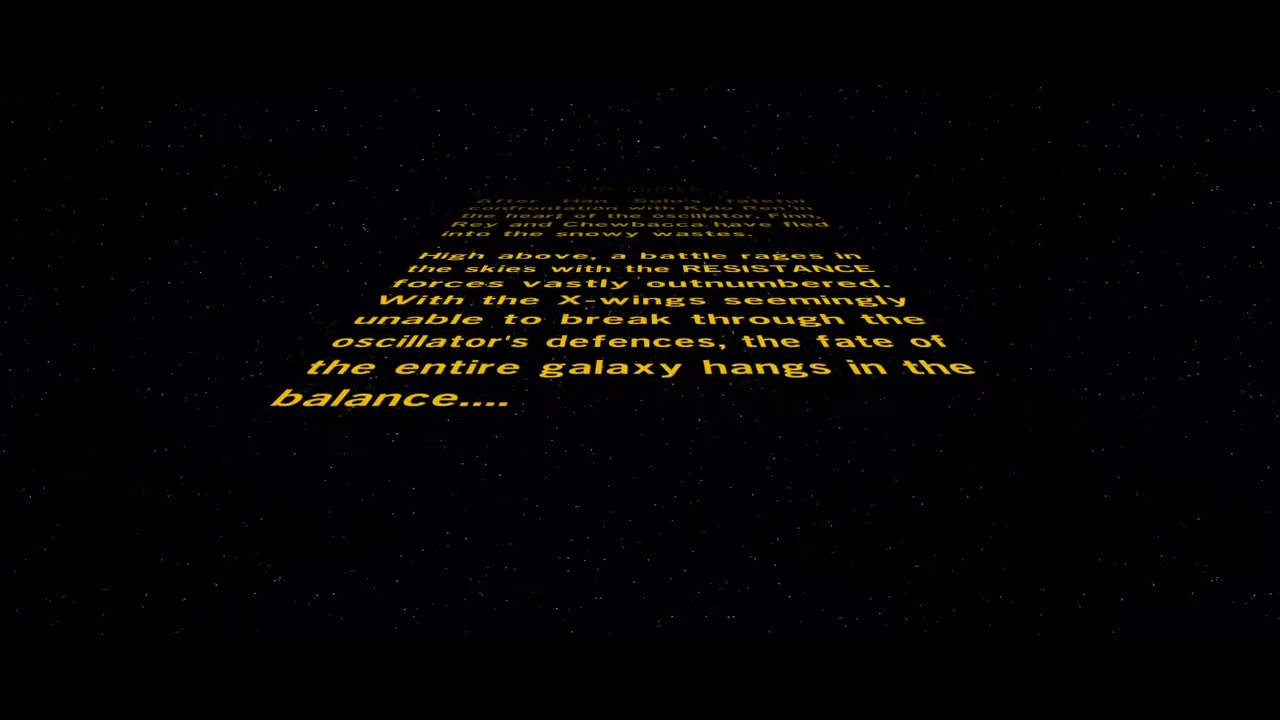 After Han Solo's fateful
confrontation with Kylo Ren in
the heart of the oscillator, Finn,
Rey and Chewbacca have fled
into the snowy wastes.
High above, a battle rages in
the skies with the RESISTANCE
forces vastly outnumbered.
With the X-wings seemingly
unable to break through the
oscillator's defences, the fate of
the entire galaxy hangs in the
balance....